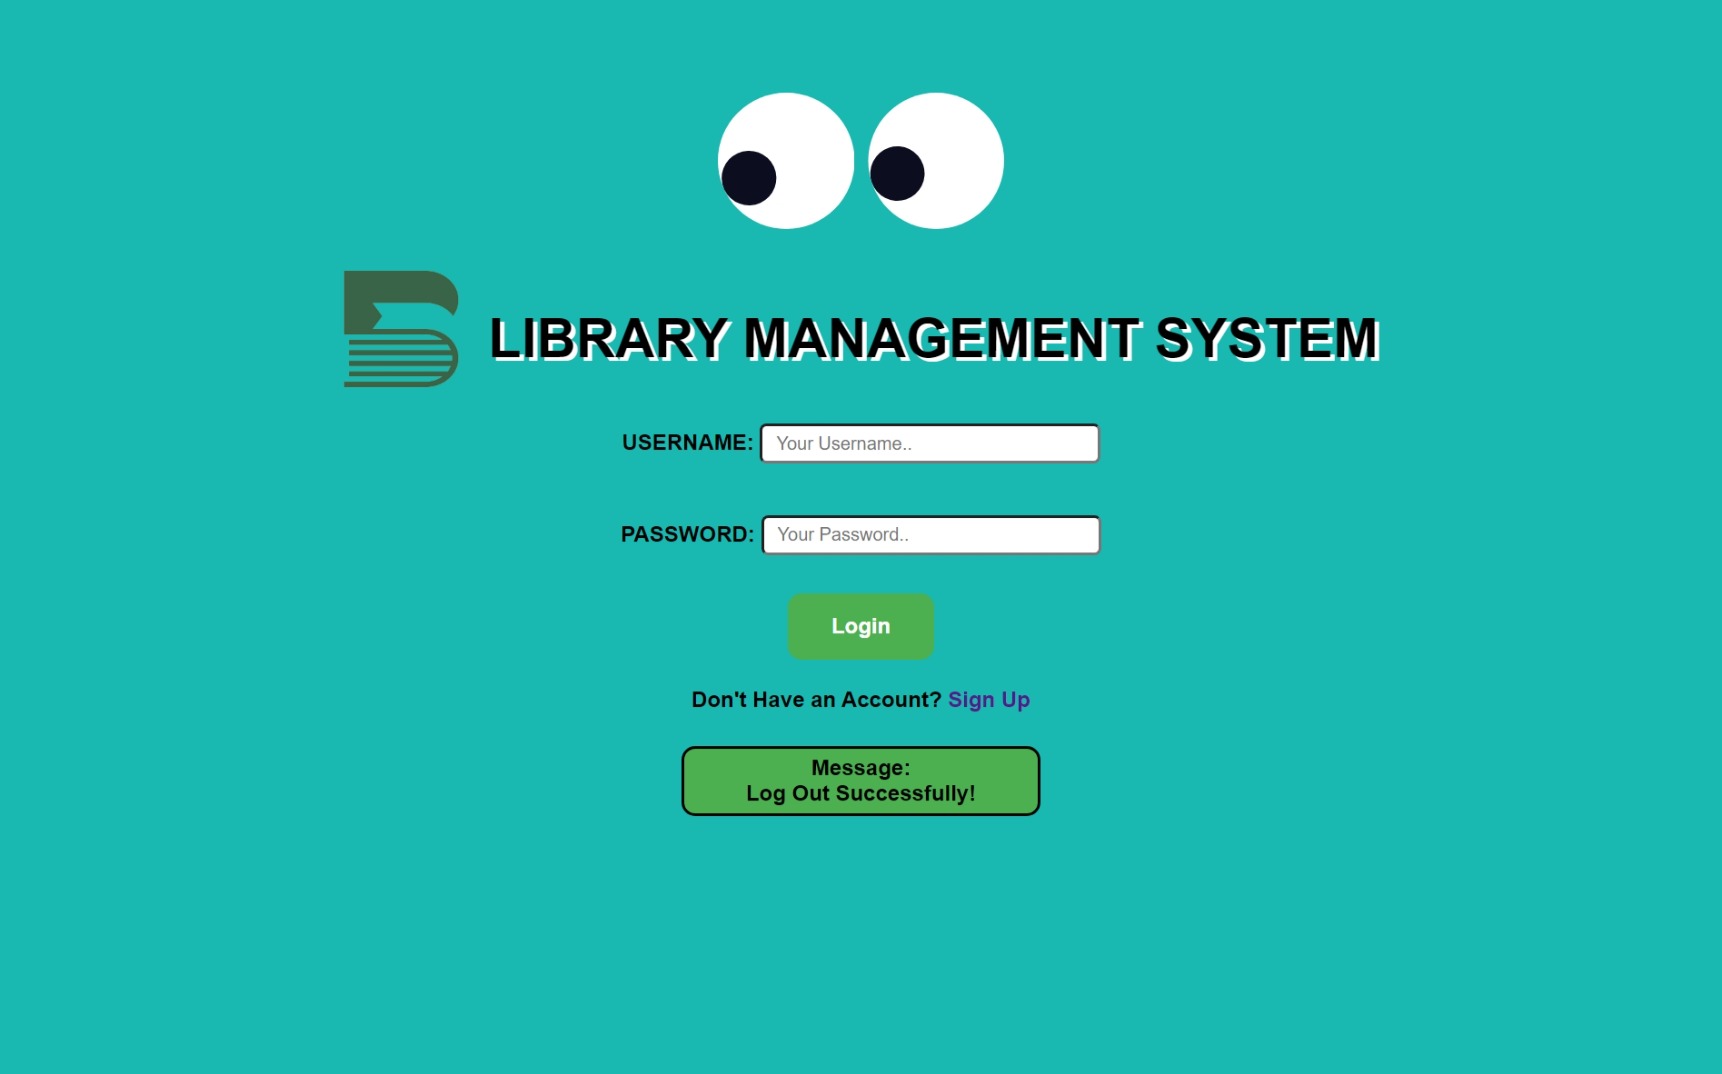 LIBRARY MANAGEMENT SYSTEM
USERNAME: Your Username..
PASSWORD: Your Password..
Login
Don't Have an Account? Sign Up
Message:
Log Out Successfully!